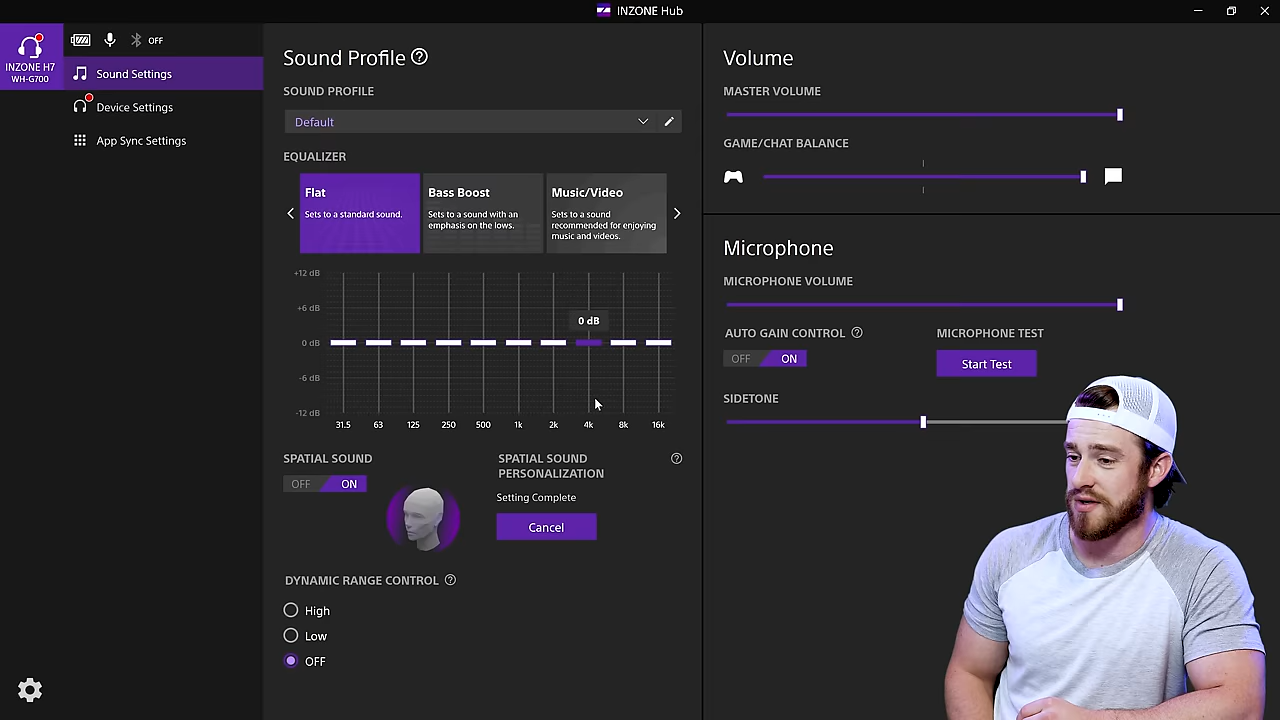 INZONE Hub
INZONE H7
WH-G700
OFF
Sound Settings
Device Settings
App Sync Settings
Sound Profile
SOUND PROFILE
Default
EQUALIZER
Flat
Sets to a standard sound.
Bass Boost
Sets to a sound with an
emphasis on the lows.
Music/Video
Sets to a sound
recommended for enjoying
music and videos.
+12 dB
+6 dB
0 dB
-6 dB
-12 dB
0 dB
31.5 63 125 250 500 1k 2k 4k 8k 16k
SPATIAL SOUND
OFF ON
SPATIAL SOUND
PERSONALIZATION
Setting Complete
Cancel
DYNAMIC RANGE CONTROL
High
Low
OFF
Volume
MASTER VOLUME
GAME/CHAT BALANCE
Microphone
MICROPHONE VOLUME
AUTO GAIN CONTROL
OFF ON
MICROPHONE TEST
Start Test
SIDETONE